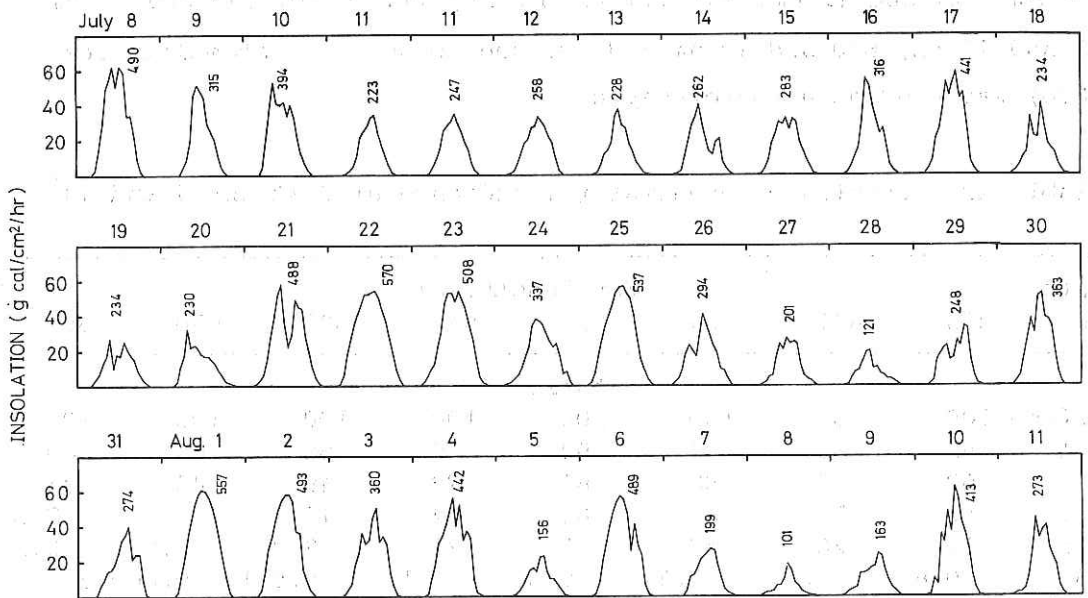 July 8 9 10 11 11 12 13 14 15 16 17 18
60
40
20
490 315 394 223 247 258 228 262 283 316 441 234
19 20 21 22 23 24 25 26 27 28 29 30
60
40
20
234 230 488 570 508 337 537 294 201 121 248 363
31 Aug. 1 2 3 4 5 6 7 8 9 10 11
60
40
20
274 557 493 360 442 156 489 199 101 163 413 273
INSOLATION (g cal/cm²/hr)